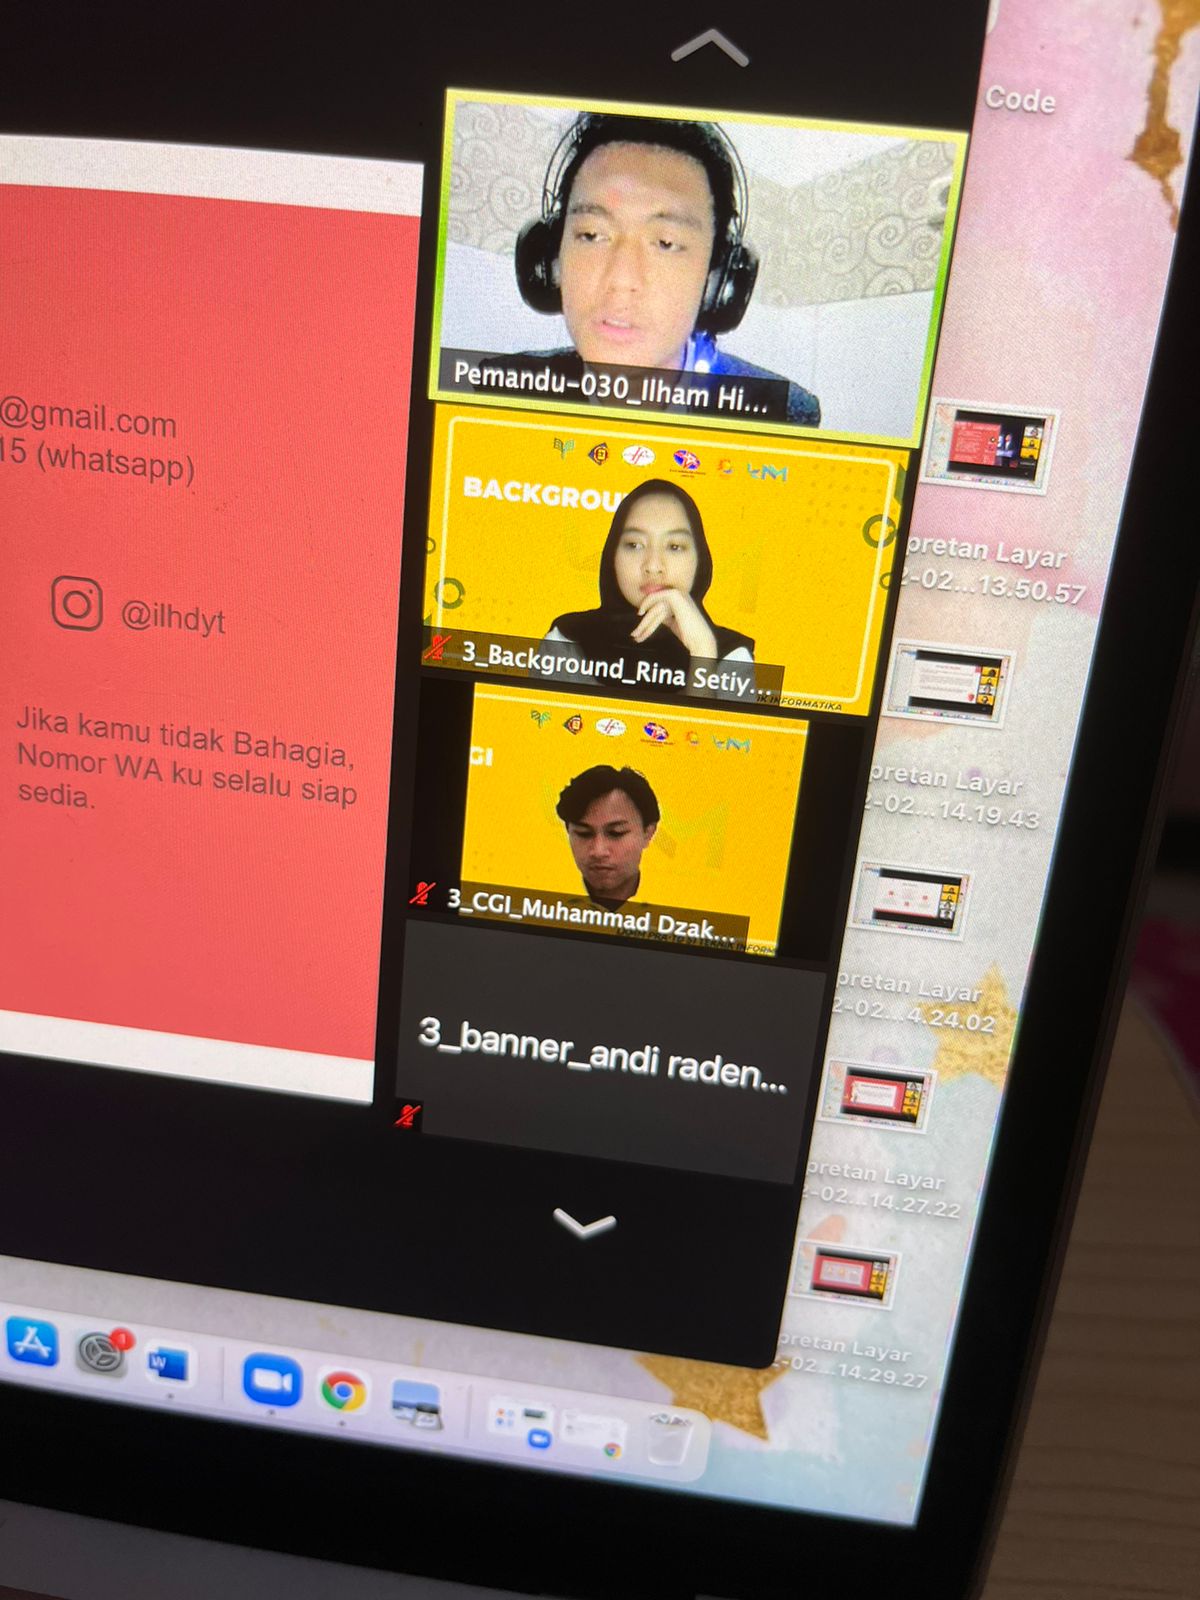 @gmail.com
15 (whatsapp)
@ilhdyt
Jika kamu tidak Bahagia,
Nomor WA ku selalu siap
sedia.
Pemandu-030_Ilham Hi...
BACKGROU
3_Background_Rina Setiy...
IK INFORMATIKA
GI
3_CGI_Muhammad Dzak...
3_banner_andi raden...
Code
pretan Layar
2-02...13.50.57
pretan Layar
2-02...14.19.43
pretan Layar
2-02...4.24.02
pretan Layar
2-02...14.27.22
pretan Layar
-02...14.29.27